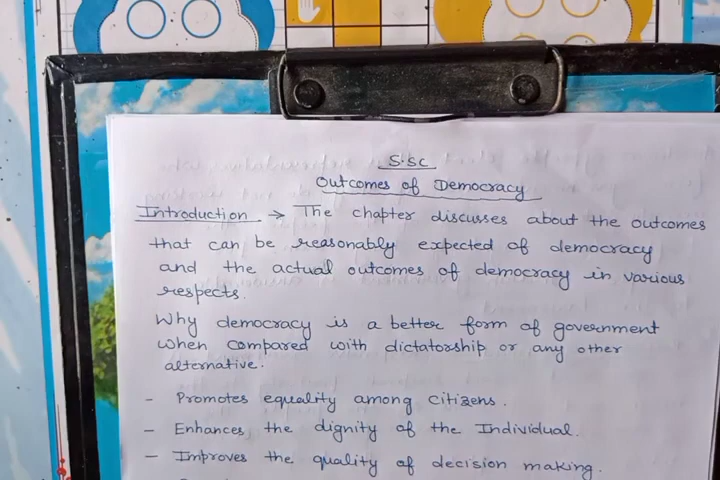 S.Sc
Outcomes of Democracy
Introduction → The chapter discusses about the outcomes
that can be reasonably expected of democracy
and the actual outcomes of democracy in various
respects.
Why democracy is a better form of government
when compared with dictatorship or any other
alternative.
- Promotes equality among citizens.
- Enhances the dignity of the Individual.
- Improves the quality of decision making.